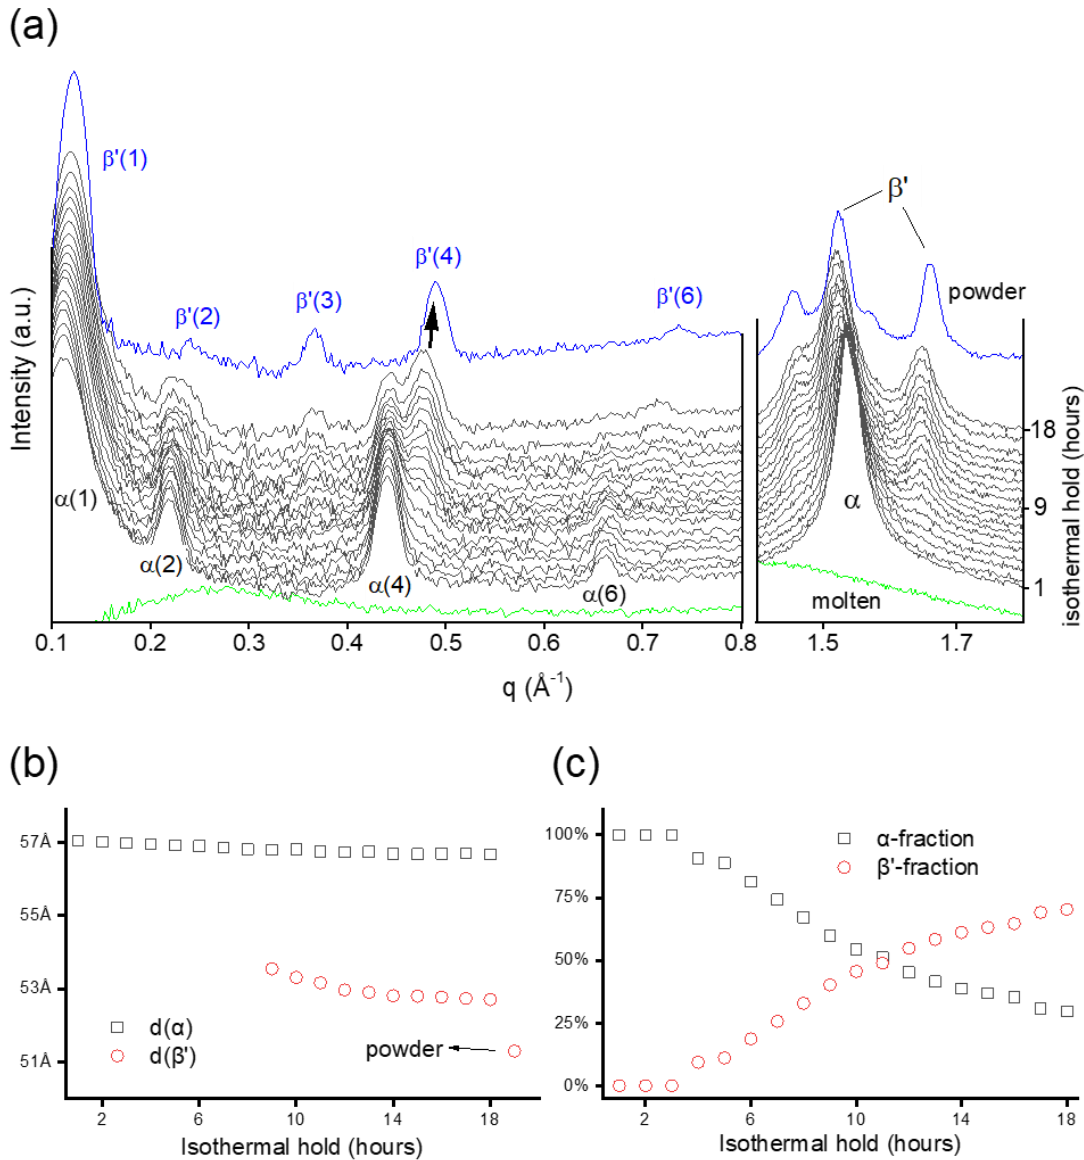 (a)
β'(1)
β'(2)
β'(3)
β'(4)
β'(6)
β'
powder
α(1)
α(2)
α(4)
α(6)
α
molten
Intensity (a.u.)
0.1 0.2 0.3 0.4 0.5 0.6 0.7 0.8 1.5 1.7
q (Å⁻¹)
18
9
1
isothermal hold (hours)
(b)
57Å
55Å
53Å
51Å
d(α)
d(β')
powder
2 6 10 14 18
Isothermal hold (hours)
(c)
100%
75%
50%
25%
0%
α-fraction
β'-fraction
2 6 10 14 18
Isothermal hold (hours)